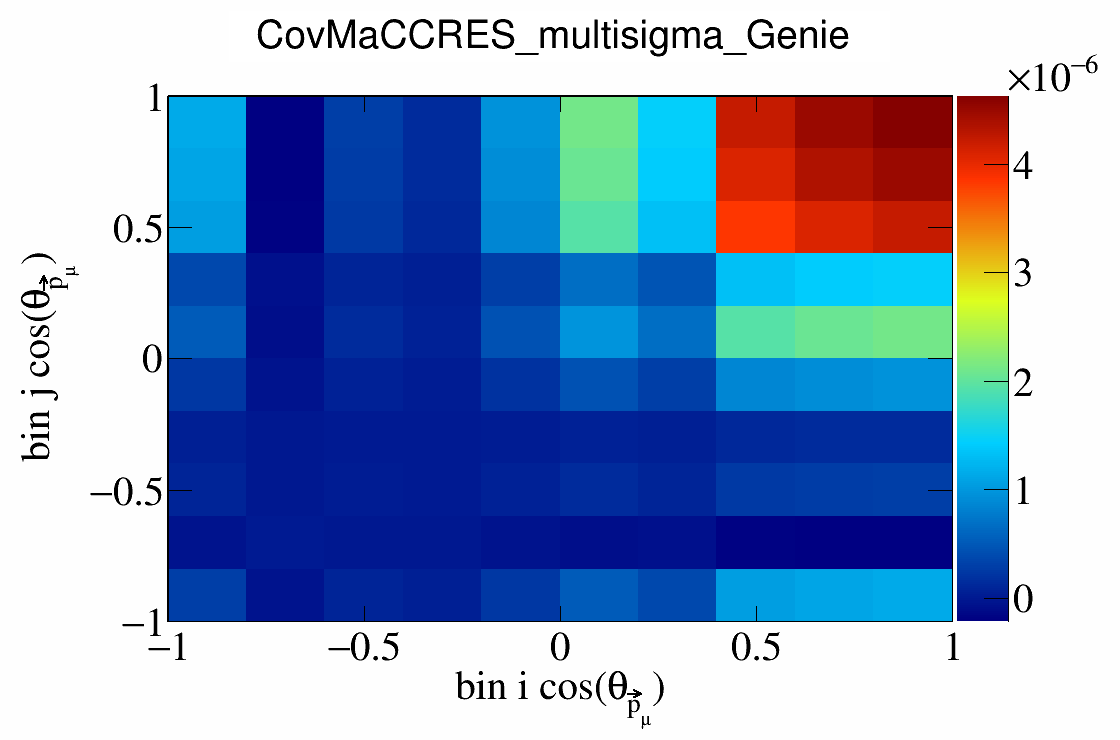 CovMaCCRES_multisigma_Genie
×10⁻⁶
1
0.5
0
−0.5
−1
4
3
2
1
0
−1 −0.5 0 0.5 1
bin j cos(θ_p⃗_μ)
bin i cos(θ_p⃗_μ)